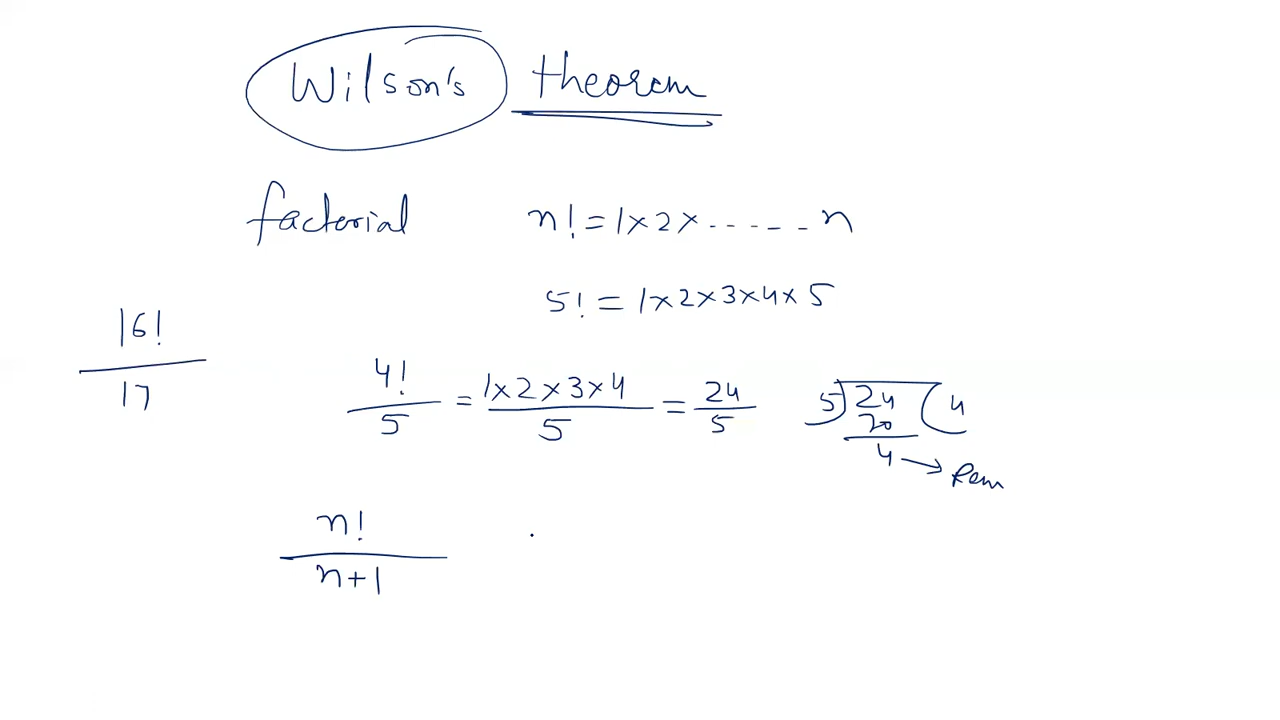 Wilson's theorem
factorial n! = 1×2×-----n
5! = 1×2×3×4×5
16!
17
4!/5 = 1×2×3×4/5 = 24/5
5)24(4
20
4→Rem
n!
n+1